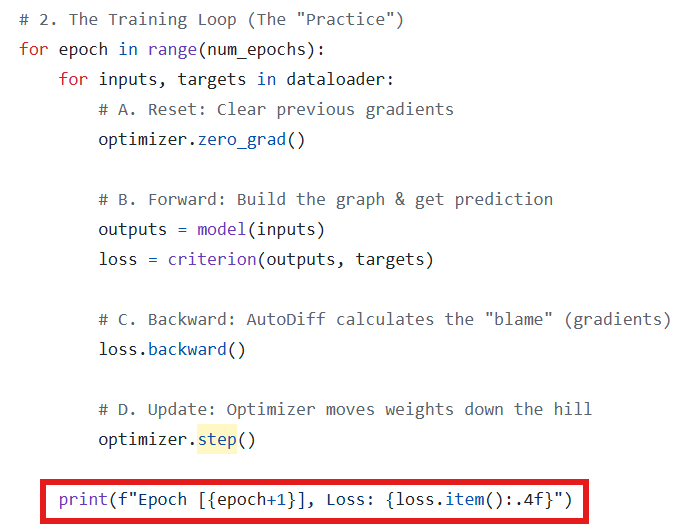 # 2. The Training Loop (The "Practice")
for epoch in range(num_epochs):
    for inputs, targets in dataloader:
        # A. Reset: Clear previous gradients
        optimizer.zero_grad()

        # B. Forward: Build the graph & get prediction
        outputs = model(inputs)
        loss = criterion(outputs, targets)

        # C. Backward: AutoDiff calculates the "blame" (gradients)
        loss.backward()

        # D. Update: Optimizer moves weights down the hill
        optimizer.step()

    print(f"Epoch [{epoch+1}], Loss: {loss.item():.4f}")